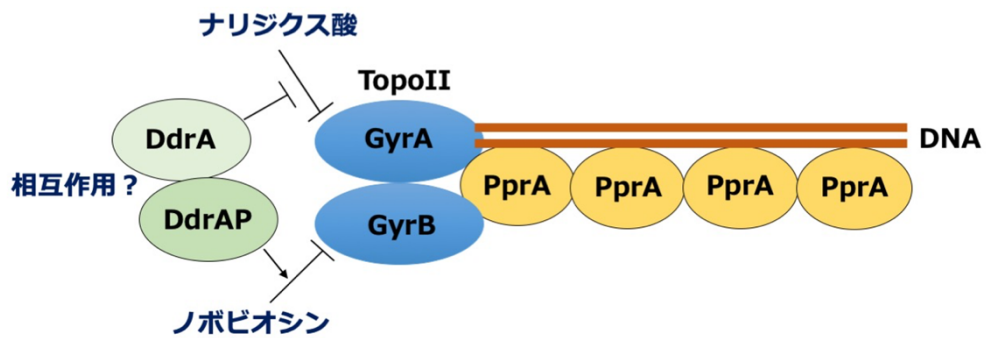 ナリジクス酸
TopoII
DdrA
GyrA
DNA
相互作用？
PprA
PprA
PprA
PprA
DdrAP
GyrB
ノボビオシン